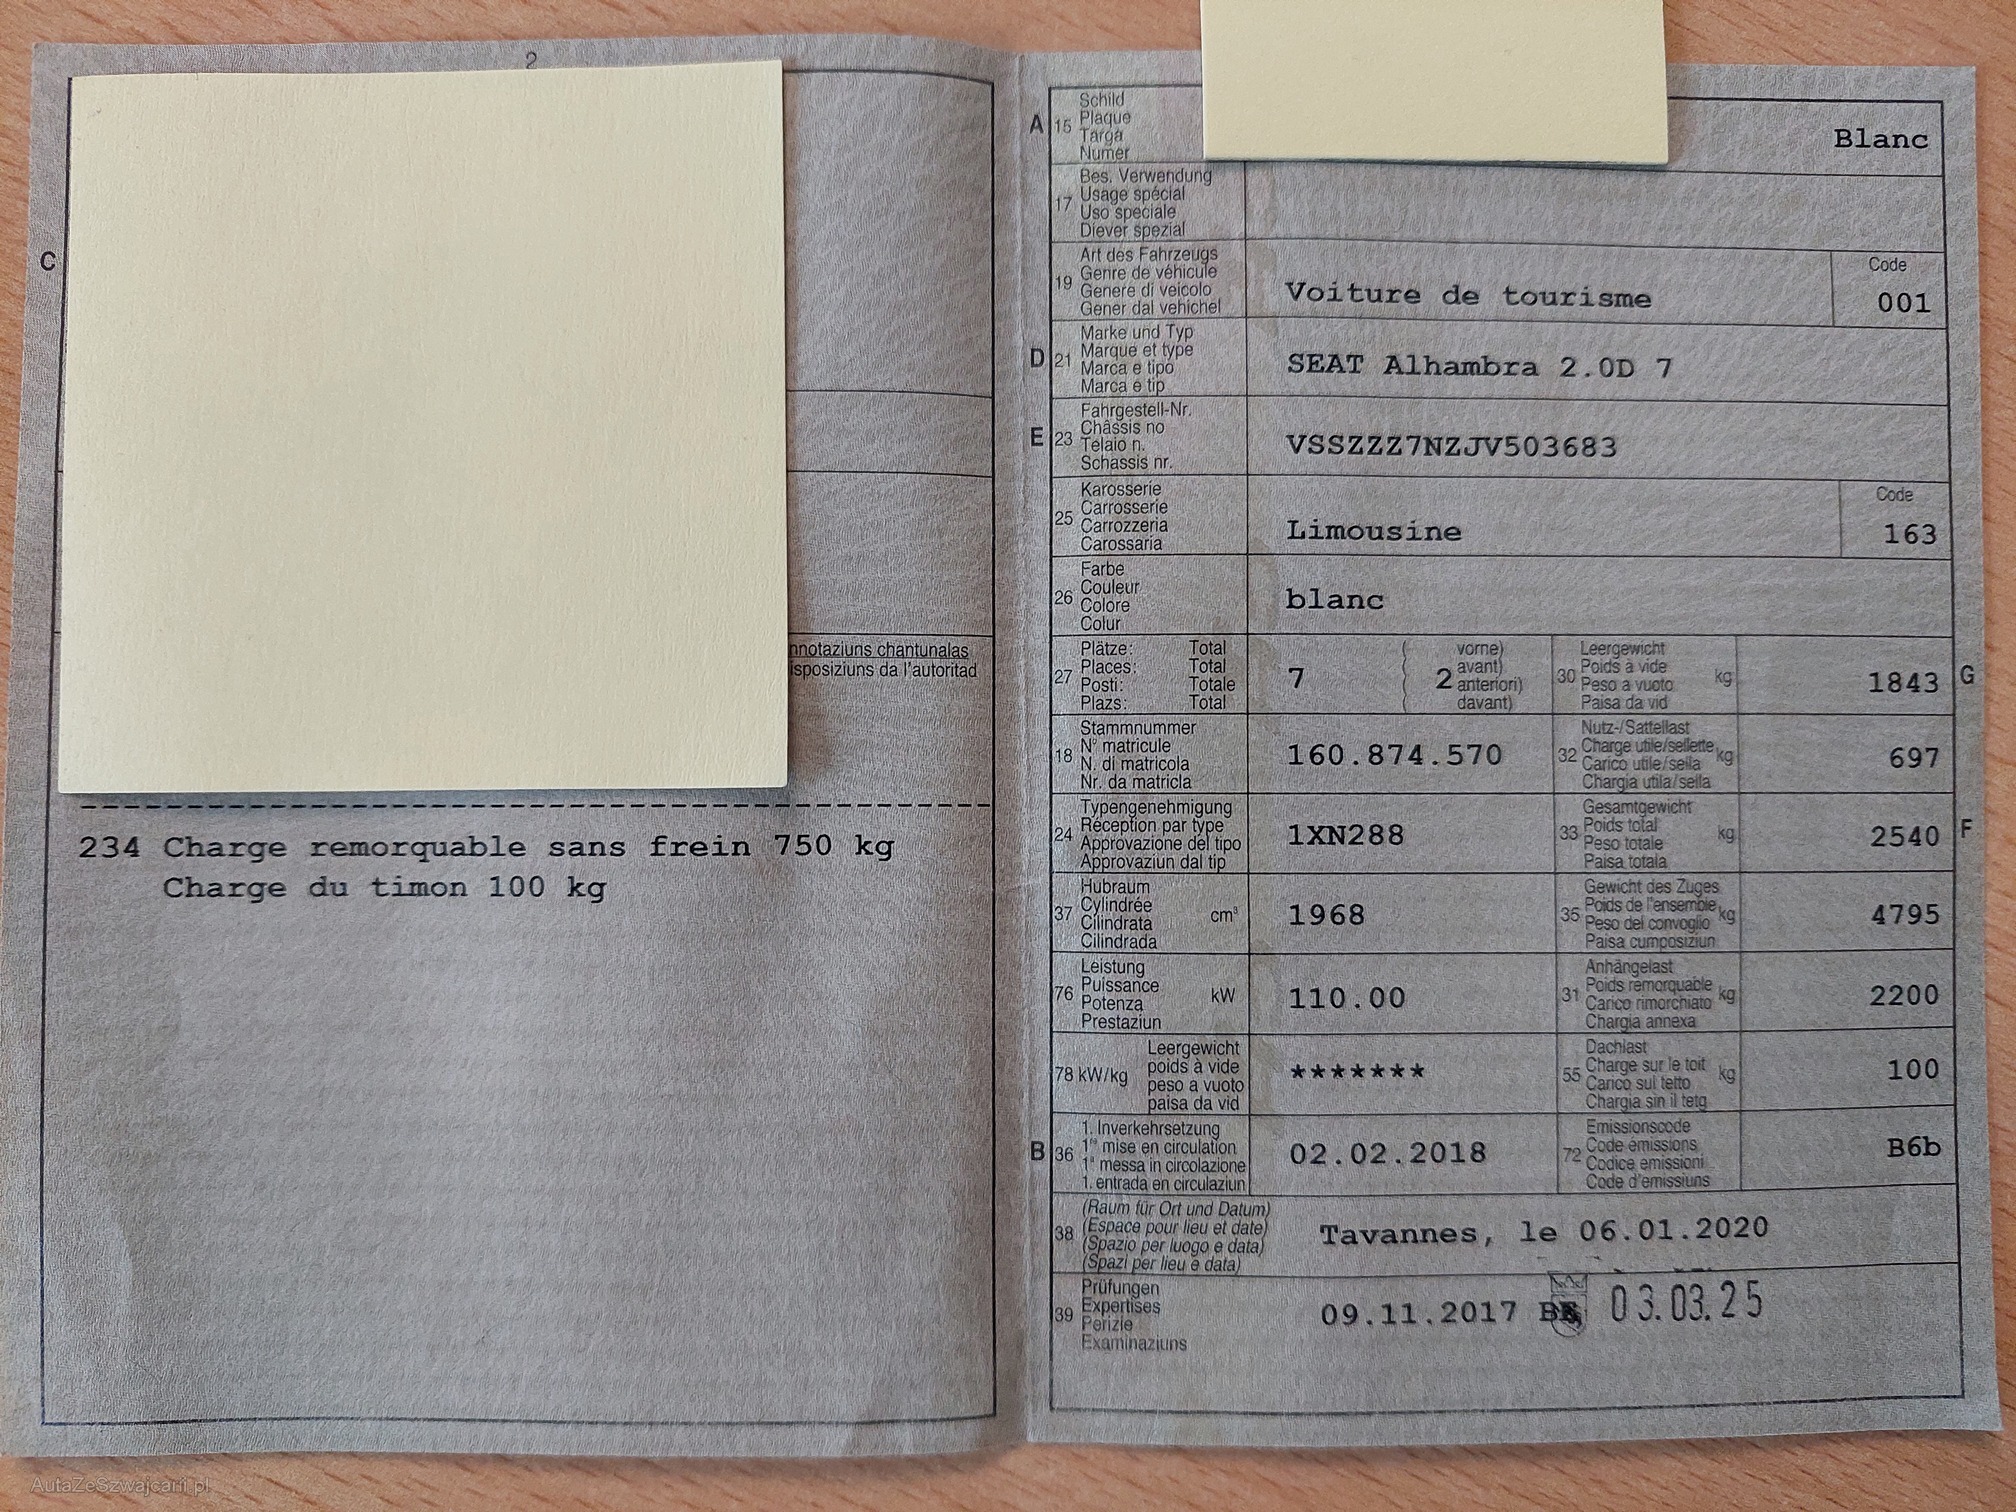 2
C
nnotaziuns chantunalas
isposiziuns da l'autoritad
234 Charge remorquable sans frein 750 kg
Charge du timon 100 kg
A 15 Schild
Plaque
Targa
Numer
Blanc
17 Bes. Verwendung
Usage spécial
Uso speciale
Diever spezial
19 Art des Fahrzeugs
Genre de véhicule
Genere di veicolo
Gener dal vehichel
Voiture de tourisme
Code
001
D 21 Marke und Typ
Marque et type
Marca e tipo
Marca e tip
SEAT Alhambra 2.0D 7
E 23 Fahrgestell-Nr.
Châssis no
Telaio n.
Schassis nr.
VSSZZZ7NZJV503683
25 Karosserie
Carrosserie
Carrozzeria
Carossaria
Limousine
Code
163
26 Farbe
Couleur
Colore
Colur
blanc
27 Plätze: Total
Places: Total
Posti: Totale
Plazs: Total
7
2
( vorne)
avant)
anteriori)
( davant)
30 Leergewicht
Poids à vide
Peso a vuoto
Paisa da vid
kg
1843
G
18 Stammnummer
N° matricule
N. di matricola
Nr. da matricla
160.874.570
32 Nutz-/Sattellast
Charge utile/sellette
Carico utile/sella
Chargia utila/sella
kg
697
24 Typengenehmigung
Réception par type
Approvazione del tipo
Approvaziun dal tip
1XN288
33 Gesamtgewicht
Poids total
Peso totale
Paisa totala
kg
2540
F
37 Hubraum
Cylindrée
Cilindrata
Cilindrada
cm³
1968
35 Gewicht des Zuges
Poids de l'ensemble
Peso del convoglio
Paisa cumposiziun
kg
4795
76 Leistung
Puissance
Potenza
Prestaziun
kW
110.00
31 Anhängelast
Poids remorquable
Carico rimorchiato
Chargia annexa
kg
2200
78 kW/kg
Leergewicht
poids à vide
peso a vuoto
paisa da vid
*******
55 Dachlast
Charge sur le toit
Carico sul tetto
Chargia sin il tetg
kg
100
B 36 1. Inverkehrsetzung
1re mise en circulation
1a messa in circolazione
1. entrada en circulaziun
02.02.2018
72 Emissionscode
Code émissions
Codice emissioni
Code d'emissiuns
B6b
38 (Raum für Ort und Datum)
(Espace pour lieu et date)
(Spazio per luogo e data)
(Spazi per lieu e data)
Tavannes, le 06.01.2020
39 Prüfungen
Expertises
Perizie
Examinaziuns
09.11.2017 BE 03.03.25
AutaZeSzwajcarii.pl